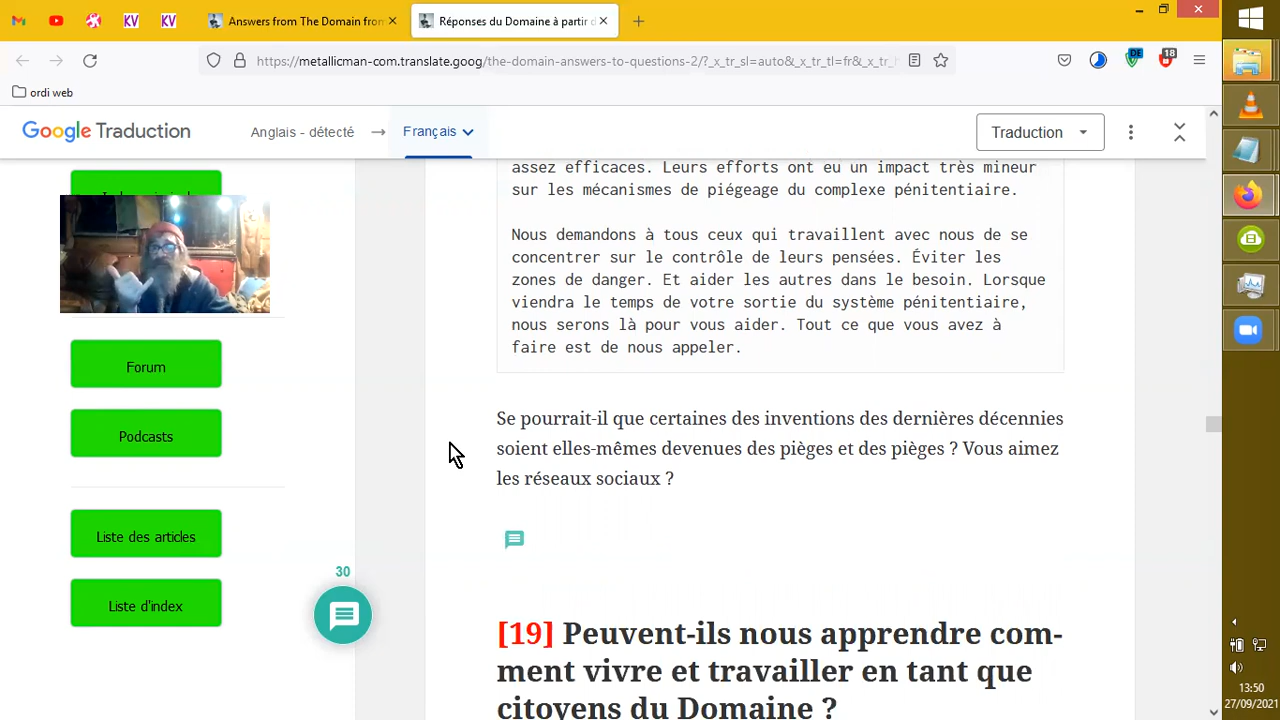 Answers from The Domain fron
Réponses du Domaine à partir d
https://metallicman-com.translate.goog/the-domain-answers-to-questions-2/?_x_tr_sl=auto&_x_tr_tl=fr&_x_tr_h
DE
18
ordi web
Google Traduction
Anglais - détecté
Français
Traduction
assez efficaces. Leurs efforts ont eu un impact très mineur
sur les mécanismes de piégeage du complexe pénitentiaire.
Nous demandons à tous ceux qui travaillent avec nous de se
concentrer sur le contrôle de leurs pensées. Éviter les
zones de danger. Et aider les autres dans le besoin. Lorsque
viendra le temps de votre sortie du système pénitentiaire,
nous serons là pour vous aider. Tout ce que vous avez à
faire est de nous appeler.
Forum
Podcasts
Se pourrait-il que certaines des inventions des dernières décennies
soient elles-mêmes devenues des pièges et des pièges ? Vous aimez
les réseaux sociaux ?
Liste des articles
Liste d'index
30
[19] Peuvent-ils nous apprendre com-
ment vivre et travailler en tant que
citoyens du Domaine ?
13:50
27/09/2021